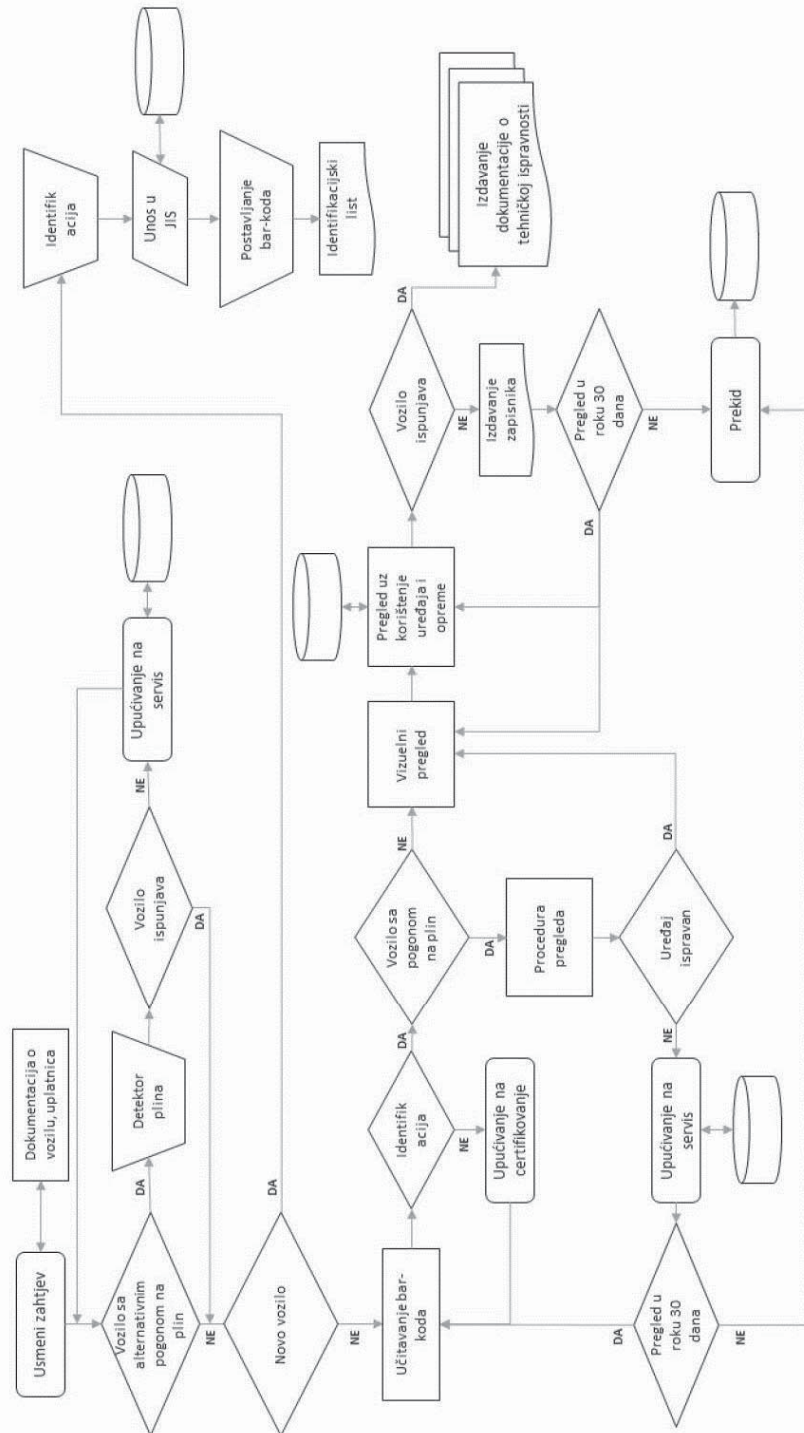 Usmeni zahtjev
Dokumentacija o
vozilu, uplatnica
Vozilo sa
alternativnim
pogonom na
plin
DA
NE
Detektor
plina
Vozilo
ispunjava
NE
DA
Upućivanje na
servis
Novo vozilo
DA
NE
Identifik
acija
Unos u
JIS
Postavljanje
bar-koda
Identifikacijski
list
Učitavanje bar-
koda
Identifik
acija
DA
NE
Upućivanje na
certifikovanje
Vozilo sa
pogonom
na plin
NE
DA
Procedura
pregleda
Uređaj
ispravan
DA
NE
Upućivanje na
servis
Pregled u
roku 30
dana
DA
NE
Vizuelni
pregled
Pregled uz
korištenje
uređaja i
opreme
Vozilo
ispunjava
DA
NE
Izdavanje
dokumentacije o
tehničkoj ispravnosti
Izdavanje
zapisnika
Pregled u
roku 30
dana
DA
NE
Prekid